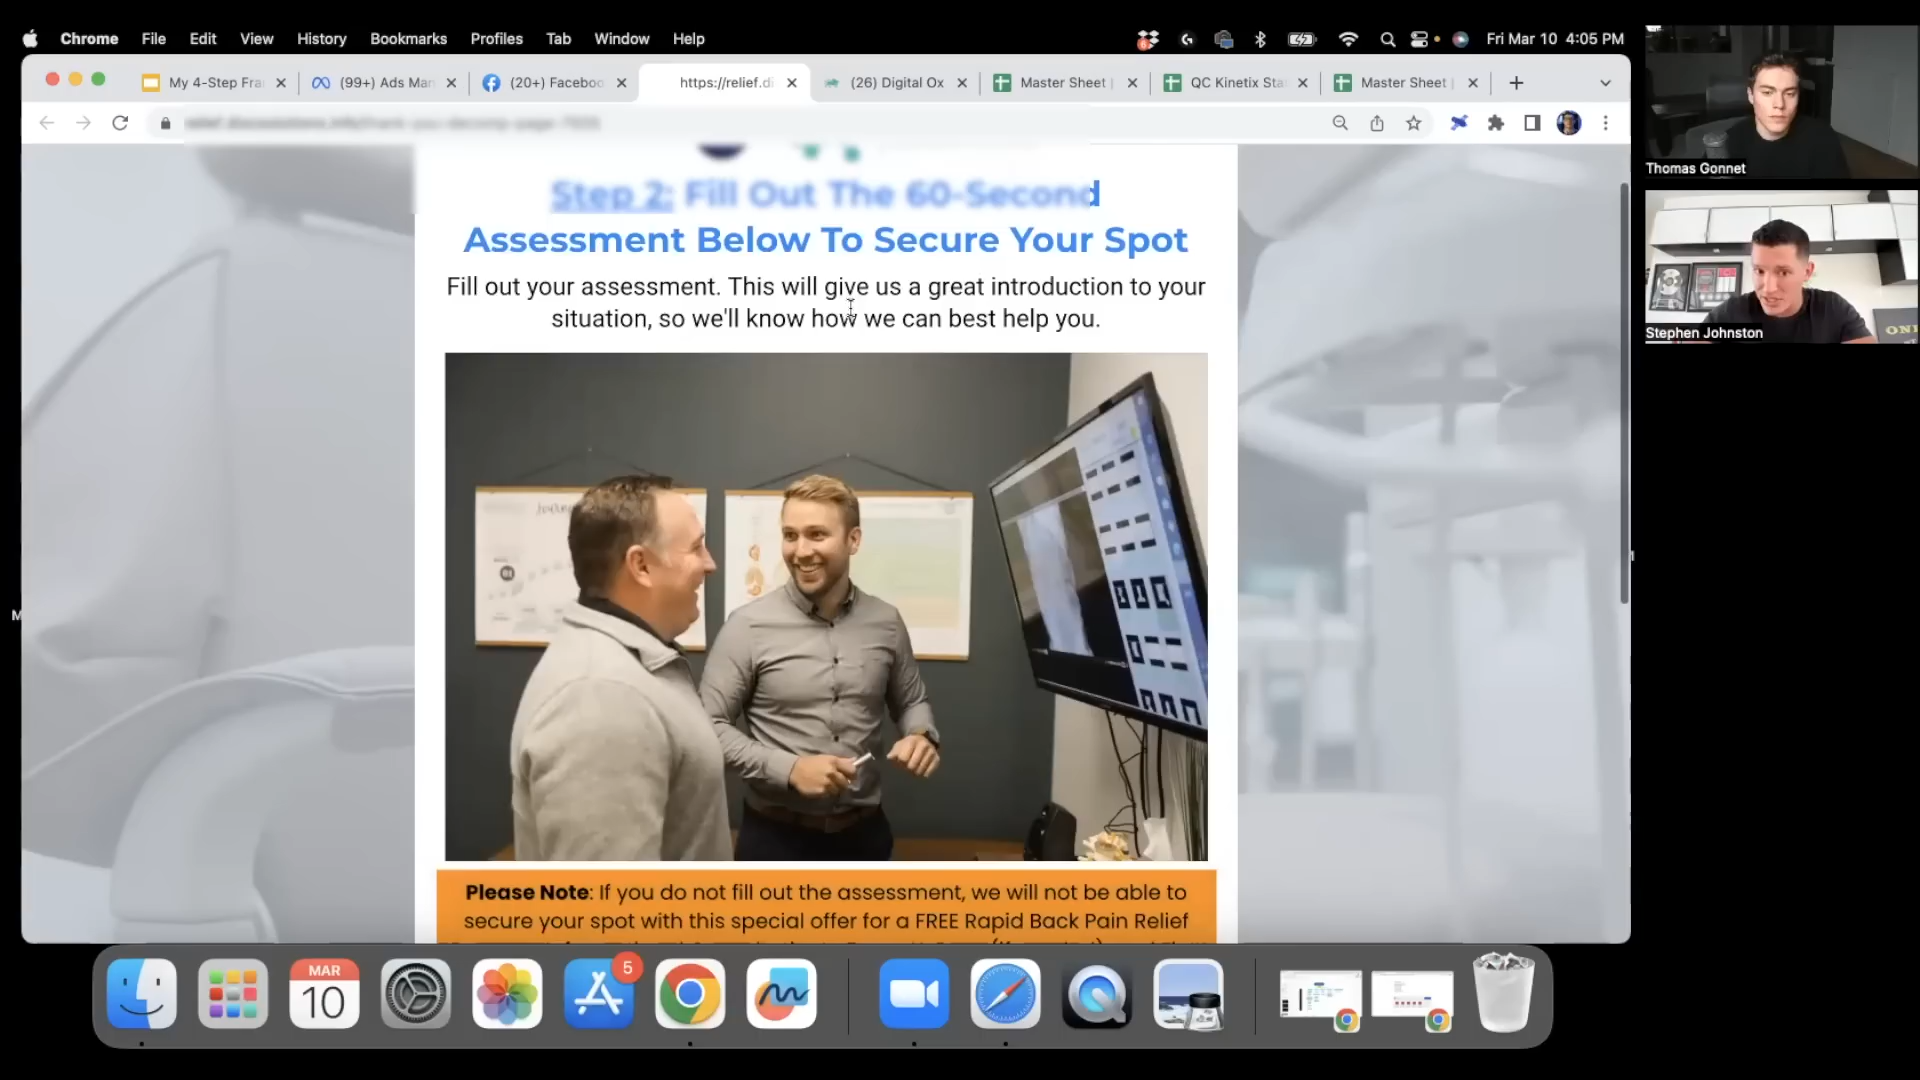 Chrome File Edit View History Bookmarks Profiles Tab Window Help
Fri Mar 10 4:05 PM
My 4-Step Fra
(99+) Ads Man
(20+) Faceboo
https://relief.di
(26) Digital Ox
Master Sheet |
QC Kinetix Sta
Master Sheet |
Step 2: Fill Out The 60-Second
Assessment Below To Secure Your Spot
Fill out your assessment. This will give us a great introduction to your
situation, so we'll know how we can best help you.
Please Note: If you do not fill out the assessment, we will not be able to
secure your spot with this special offer for a FREE Rapid Back Pain Relief
Thomas Gonnet
Stephen Johnston
ON
MAR
10
5